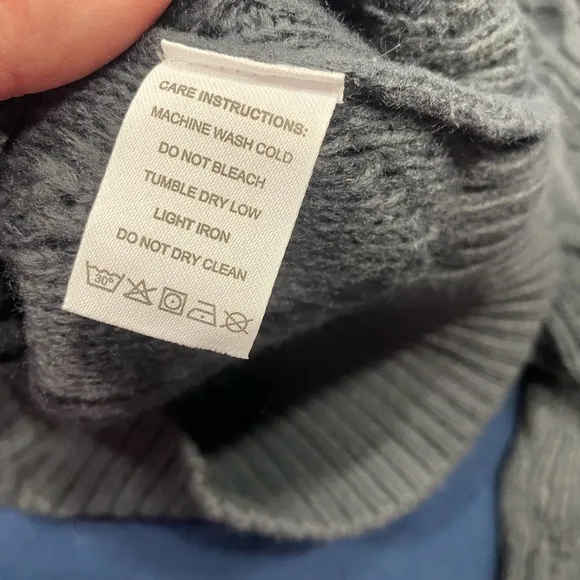 CARE INSTRUCTIONS:
MACHINE WASH COLD
DO NOT BLEACH
TUMBLE DRY LOW
LIGHT IRON
DO NOT DRY CLEAN
30°